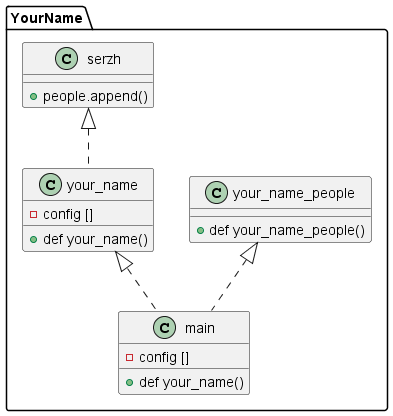 YourName
C serzh
people.append()
C your_name
config []
def your_name()
C your_name_people
def your_name_people()
C main
config []
def your_name()